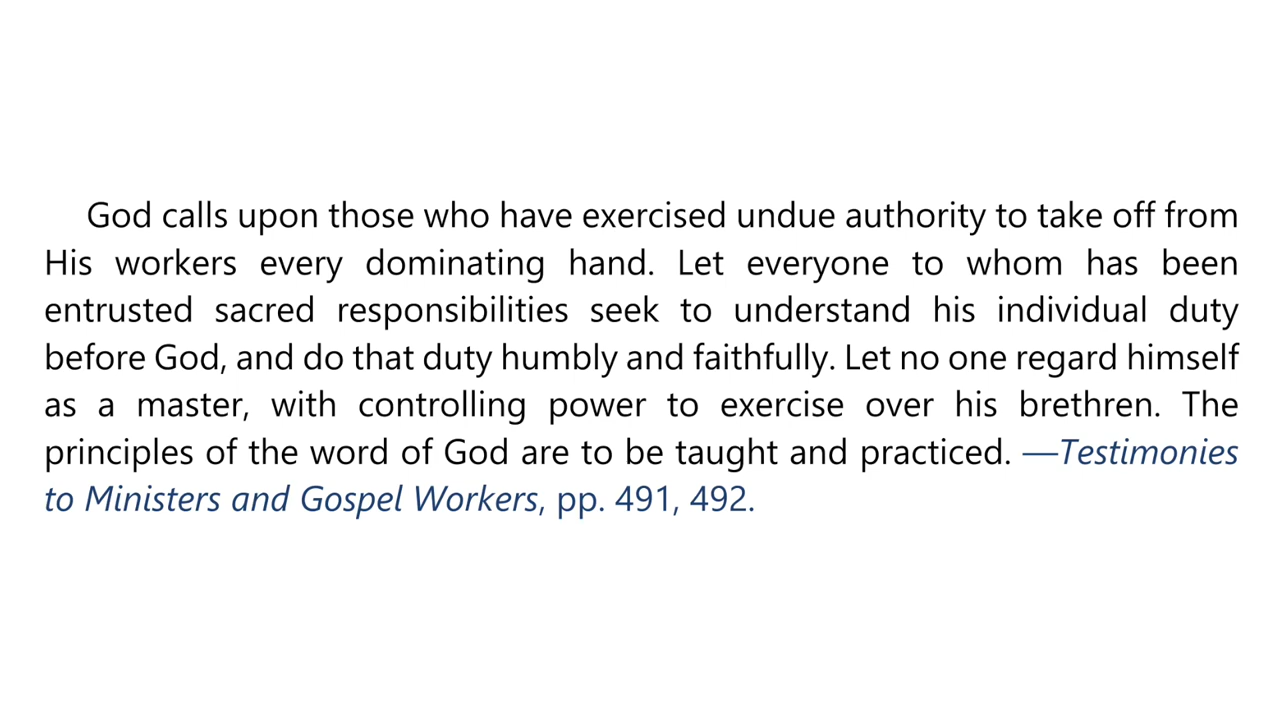 God calls upon those who have exercised undue authority to take off from
His workers every dominating hand. Let everyone to whom has been
entrusted sacred responsibilities seek to understand his individual duty
before God, and do that duty humbly and faithfully. Let no one regard himself
as a master, with controlling power to exercise over his brethren. The
principles of the word of God are to be taught and practiced. —Testimonies
to Ministers and Gospel Workers, pp. 491, 492.